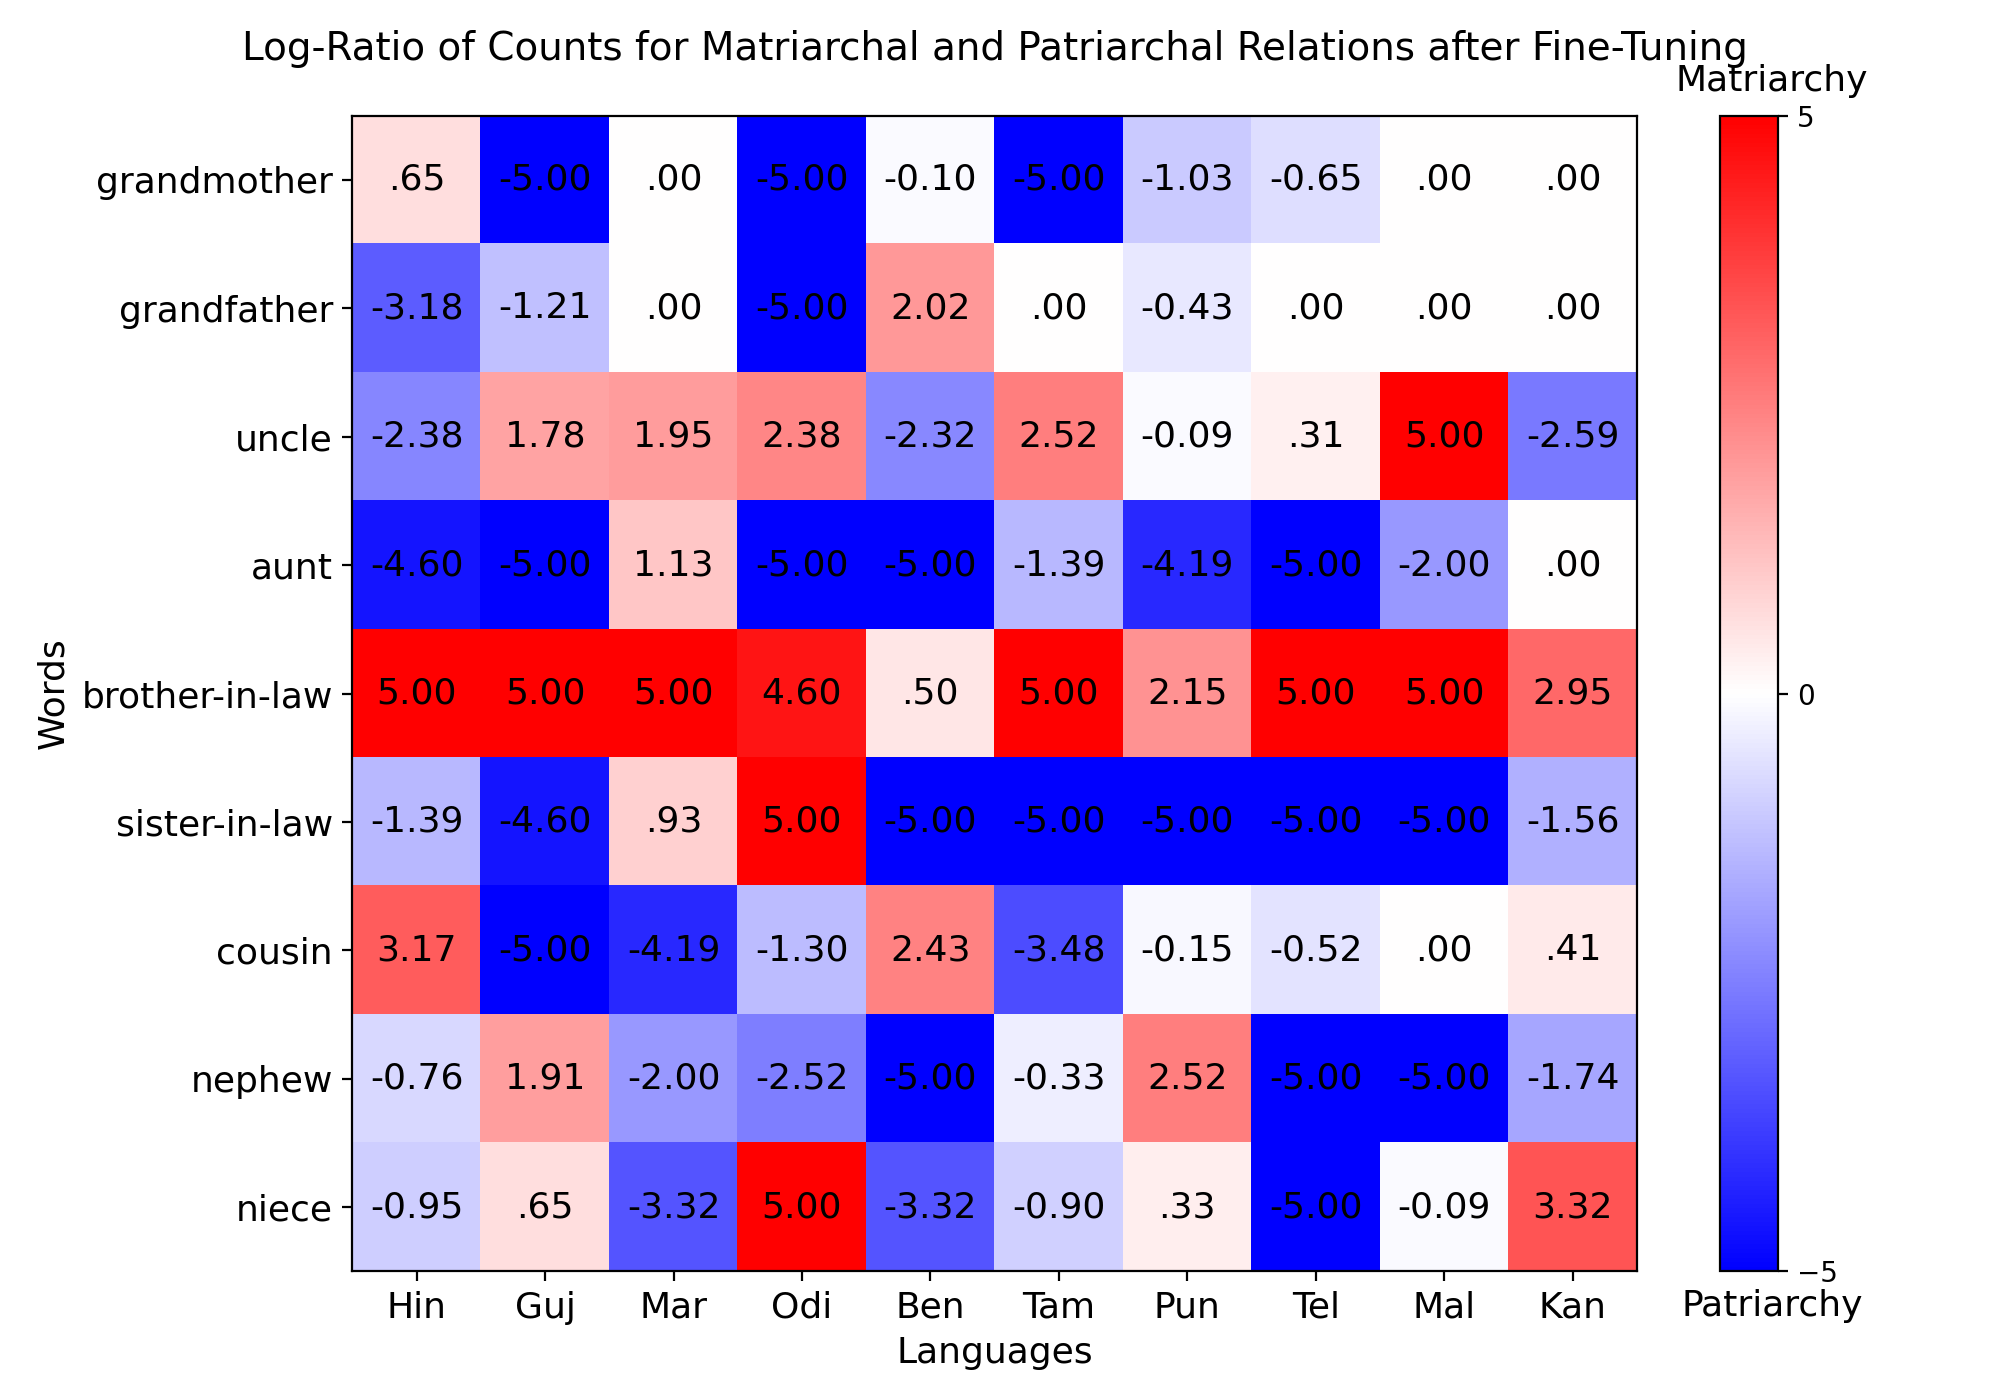 Log-Ratio of Counts for Matriarchal and Patriarchal Relations after Fine-Tuning
Matriarchy
5
grandmother .65 -5.00 .00 -5.00 -0.10 -5.00 -1.03 -0.65 .00 .00
grandfather -3.18 -1.21 .00 -5.00 2.02 .00 -0.43 .00 .00 .00
uncle -2.38 1.78 1.95 2.38 -2.32 2.52 -0.09 .31 5.00 -2.59
aunt -4.60 -5.00 1.13 -5.00 -5.00 -1.39 -4.19 -5.00 -2.00 .00
Words
brother-in-law 5.00 5.00 5.00 4.60 .50 5.00 2.15 5.00 5.00 2.95
0
sister-in-law -1.39 -4.60 .93 5.00 -5.00 -5.00 -5.00 -5.00 -5.00 -1.56
cousin 3.17 -5.00 -4.19 -1.30 2.43 -3.48 -0.15 -0.52 .00 .41
nephew -0.76 1.91 -2.00 -2.52 -5.00 -0.33 2.52 -5.00 -5.00 -1.74
niece -0.95 .65 -3.32 5.00 -3.32 -0.90 .33 -5.00 -0.09 3.32
−5
Patriarchy
Hin Guj Mar Odi Ben Tam Pun Tel Mal Kan
Languages